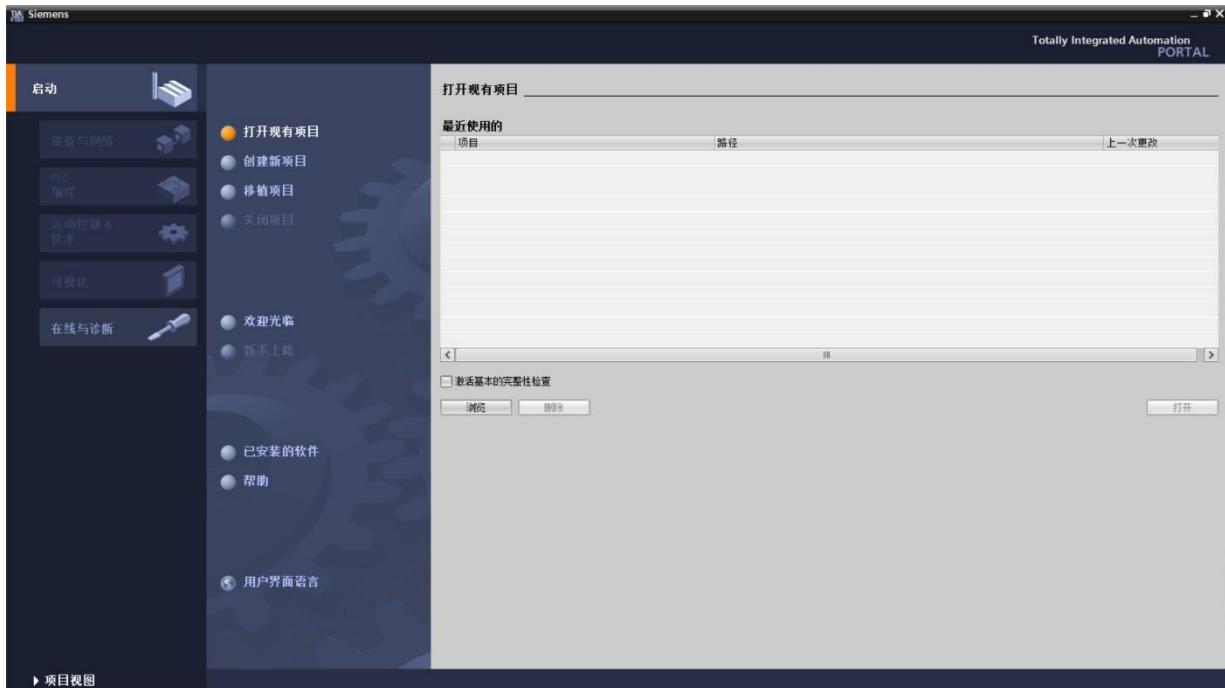 Siemens
Totally Integrated Automation
PORTAL
启动
设备与网络
PLC
编程
运动控制 &
技术
可视化
在线与诊断
打开现有项目
创建新项目
移植项目
关闭项目
欢迎光临
新手上路
已安装的软件
帮助
用户界面语言
打开现有项目
最近使用的
项目 路径 上一次更改
激活基本的完整性检查
浏览 删除 打开
项目视图